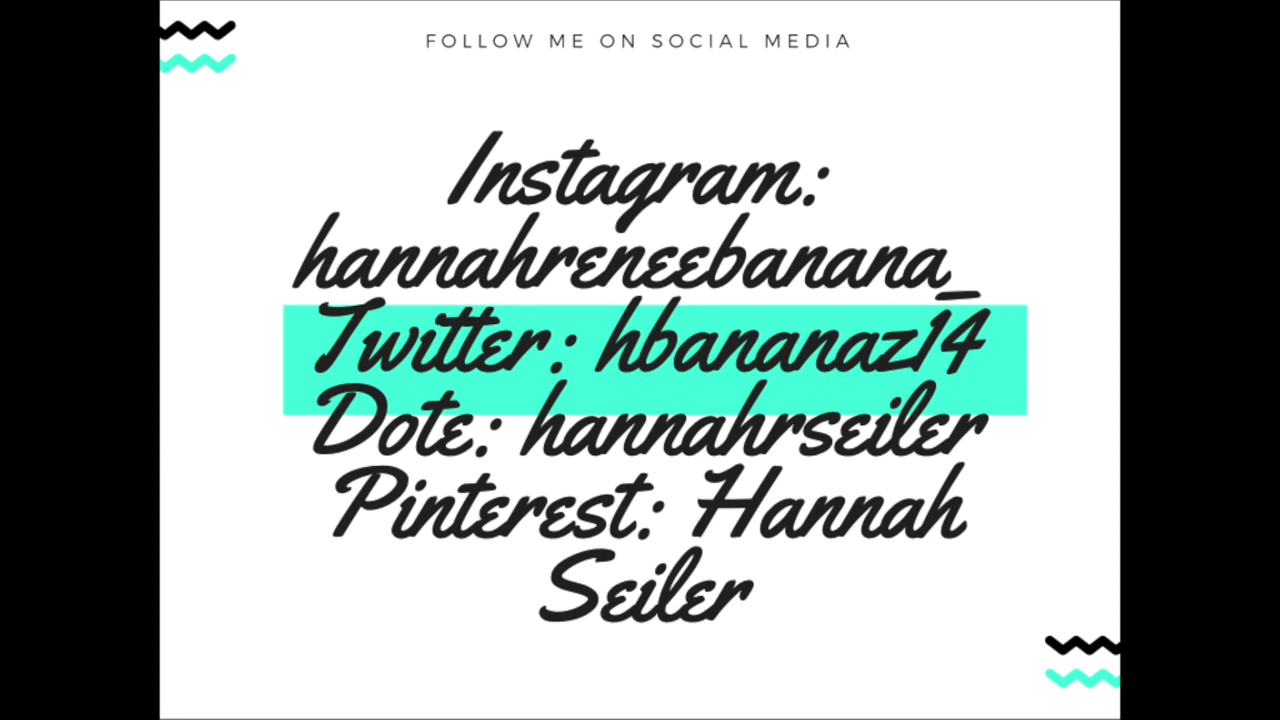 FOLLOW ME ON SOCIAL MEDIA
Instagram:
hannahreneebanana_
Twitter: hbananaz14
Dote: hannahrseiler
Pinterest: Hannah
Seiler